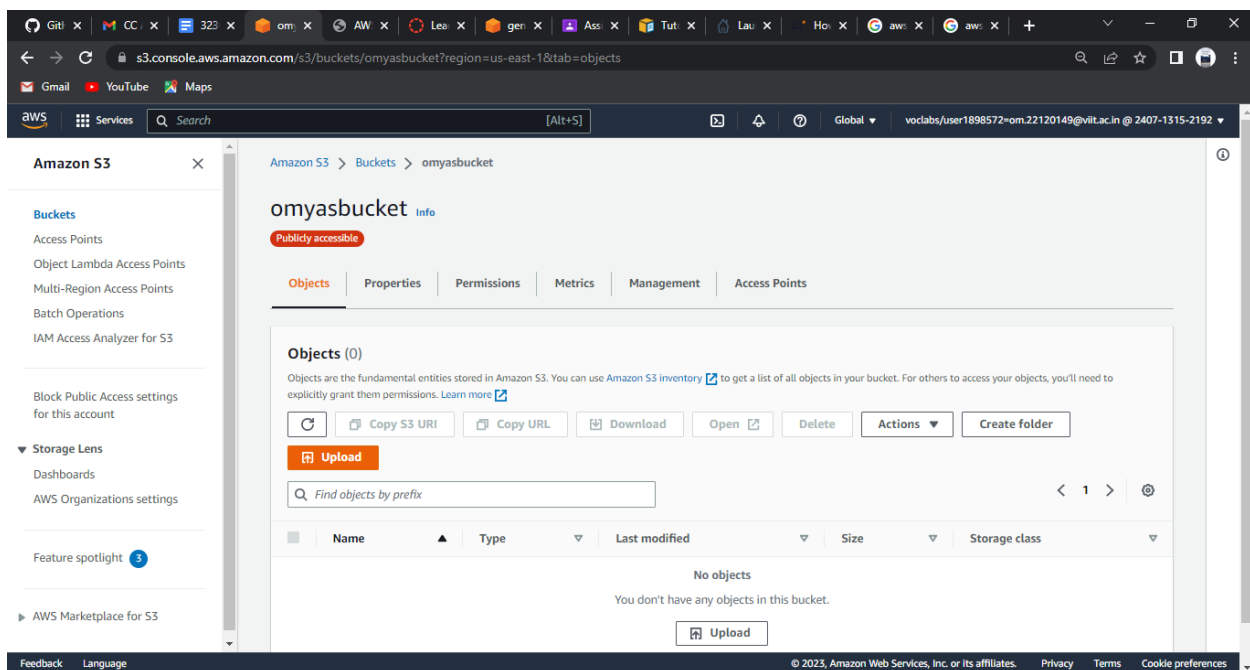 Gitl CC / 323 omy AW Lea gen Ass Tut Lau Hov aws aws
s3.console.aws.amazon.com/s3/buckets/omyasbucket?region=us-east-1&tab=objects
Gmail YouTube Maps
aws Services Search [Alt+S] Global voclabs/user1898572=om.22120149@viit.ac.in @ 2407-1315-2192
Amazon S3
Buckets
Access Points
Object Lambda Access Points
Multi-Region Access Points
Batch Operations
IAM Access Analyzer for S3
Block Public Access settings
for this account
Storage Lens
Dashboards
AWS Organizations settings
Feature spotlight 3
AWS Marketplace for S3
Amazon S3 > Buckets > omyasbucket
omyasbucket Info
Publicly accessible
Objects Properties Permissions Metrics Management Access Points
Objects (0)
Objects are the fundamental entities stored in Amazon S3. You can use Amazon S3 inventory to get a list of all objects in your bucket. For others to access your objects, you'll need to
explicitly grant them permissions. Learn more
Copy S3 URI Copy URL Download Open Delete Actions Create folder
Upload
Find objects by prefix < 1 >
Name Type Last modified Size Storage class
No objects
You don't have any objects in this bucket.
Upload
Feedback Language © 2023, Amazon Web Services, Inc. or its affiliates. Privacy Terms Cookie preferences